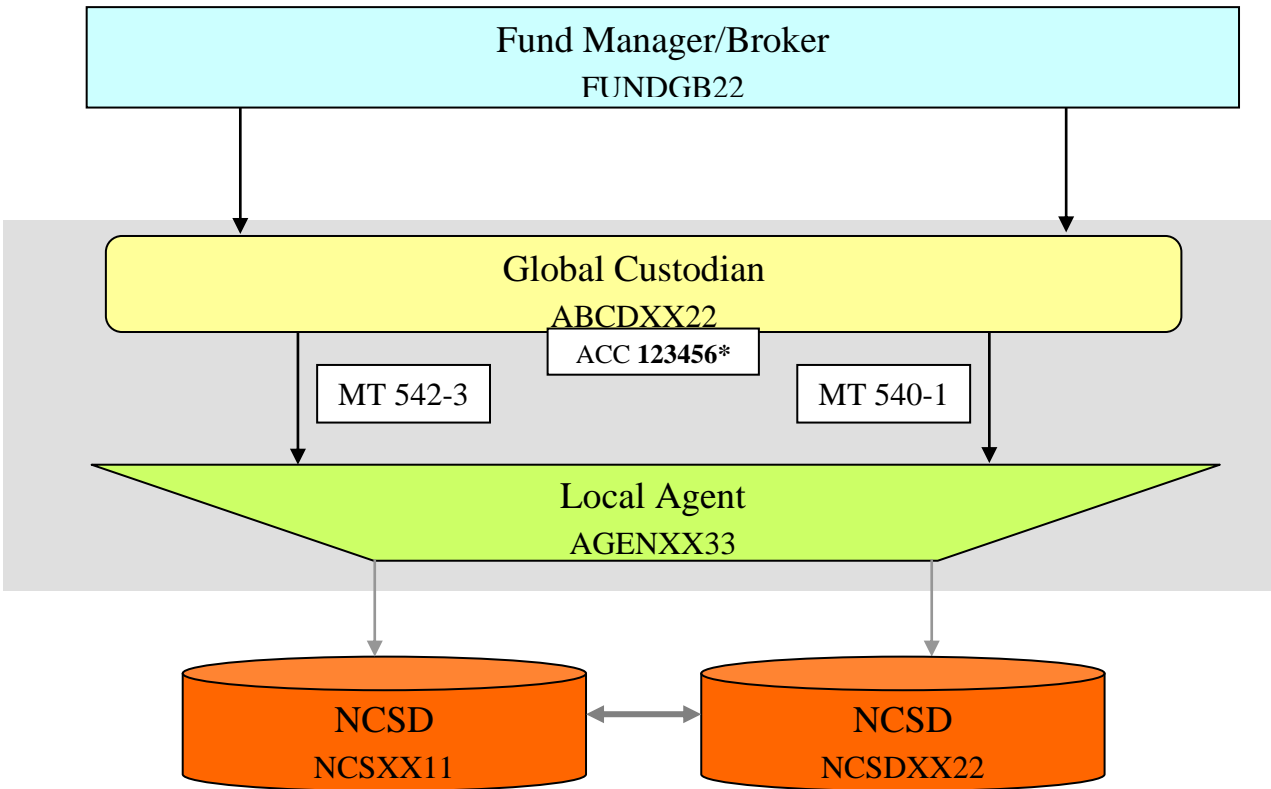 Fund Manager/Broker
FUNDGB22
Global Custodian
ABCDXX22
ACC 123456*
MT 542-3
MT 540-1
Local Agent
AGENXX33
NCSD
NCSXX11
NCSD
NCSDXX22